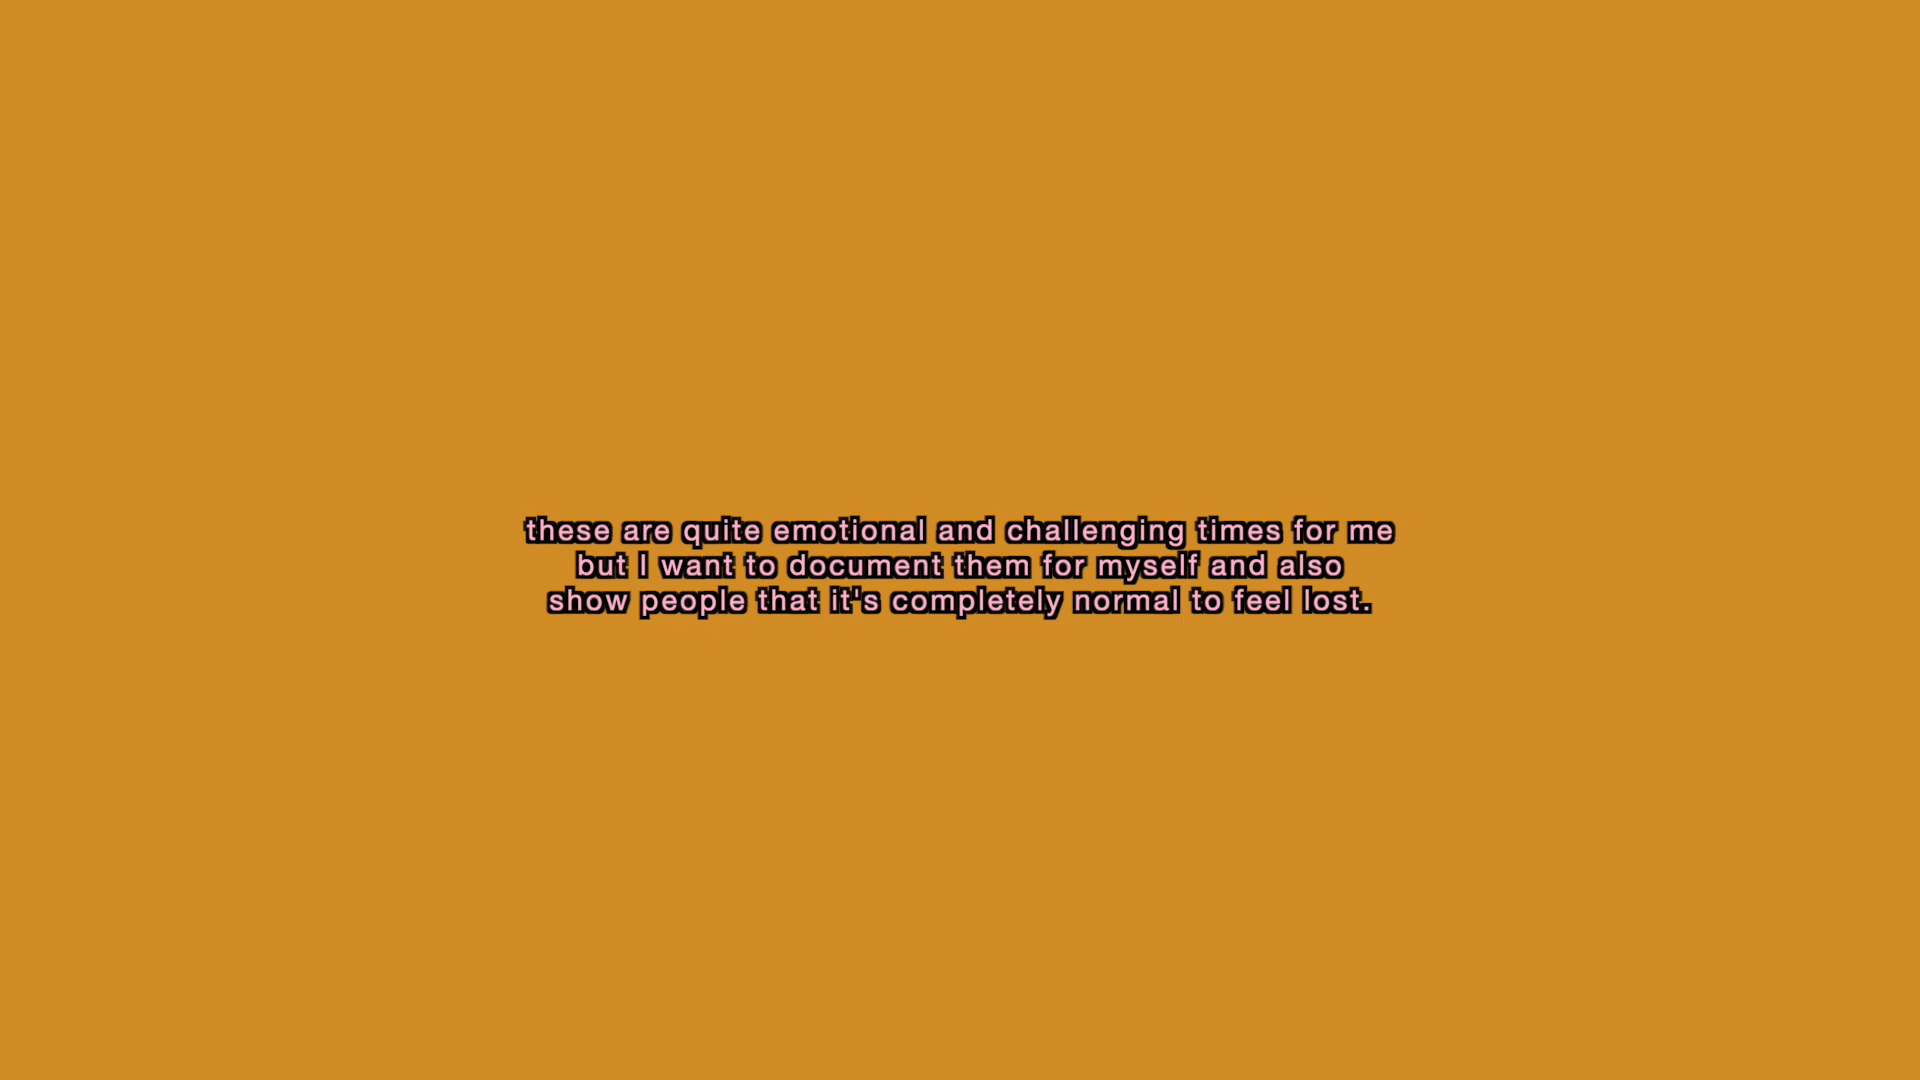 these are quite emotional and challenging times for me
but I want to document them for myself and also
show people that it's completely normal to feel lost.